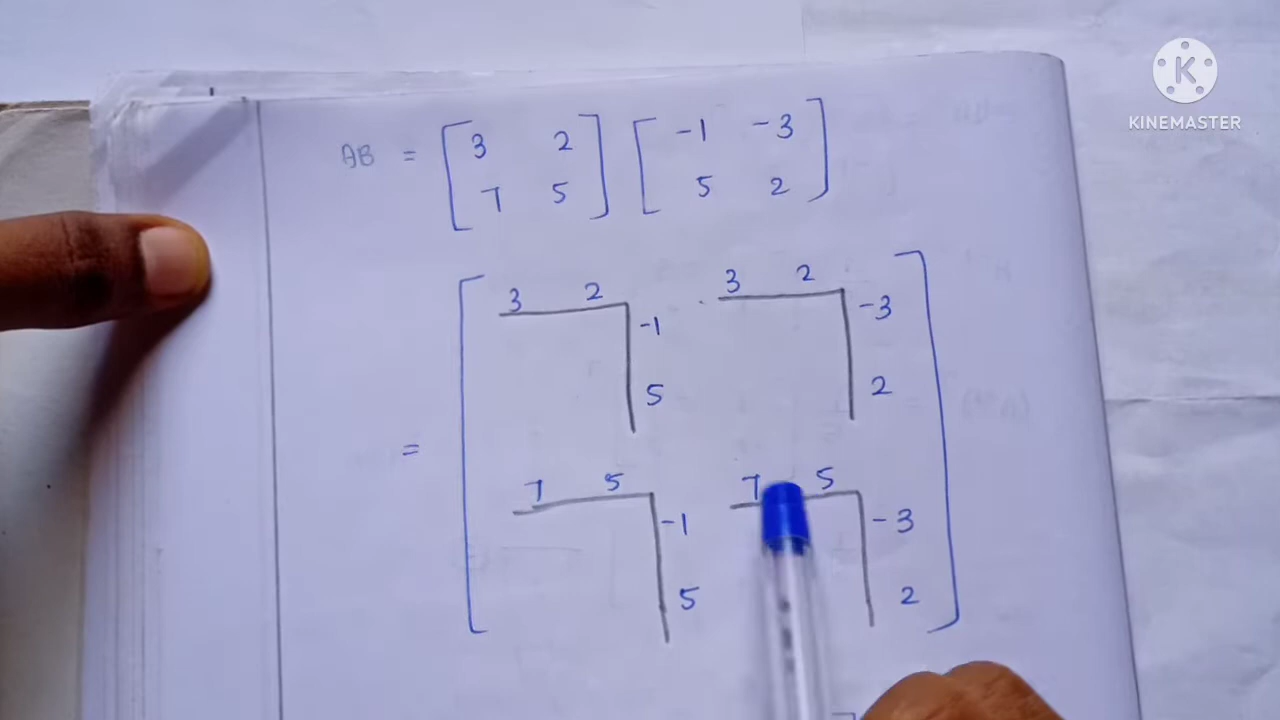 KINEMASTER
AB = [ 3 2 ] [ -1 -3 ]
[ 7 5 ] [ 5 2 ]
= [ 3 2 3 2 ]
-1 -3
5 2
7 5 7 5
-1 -3
5 2